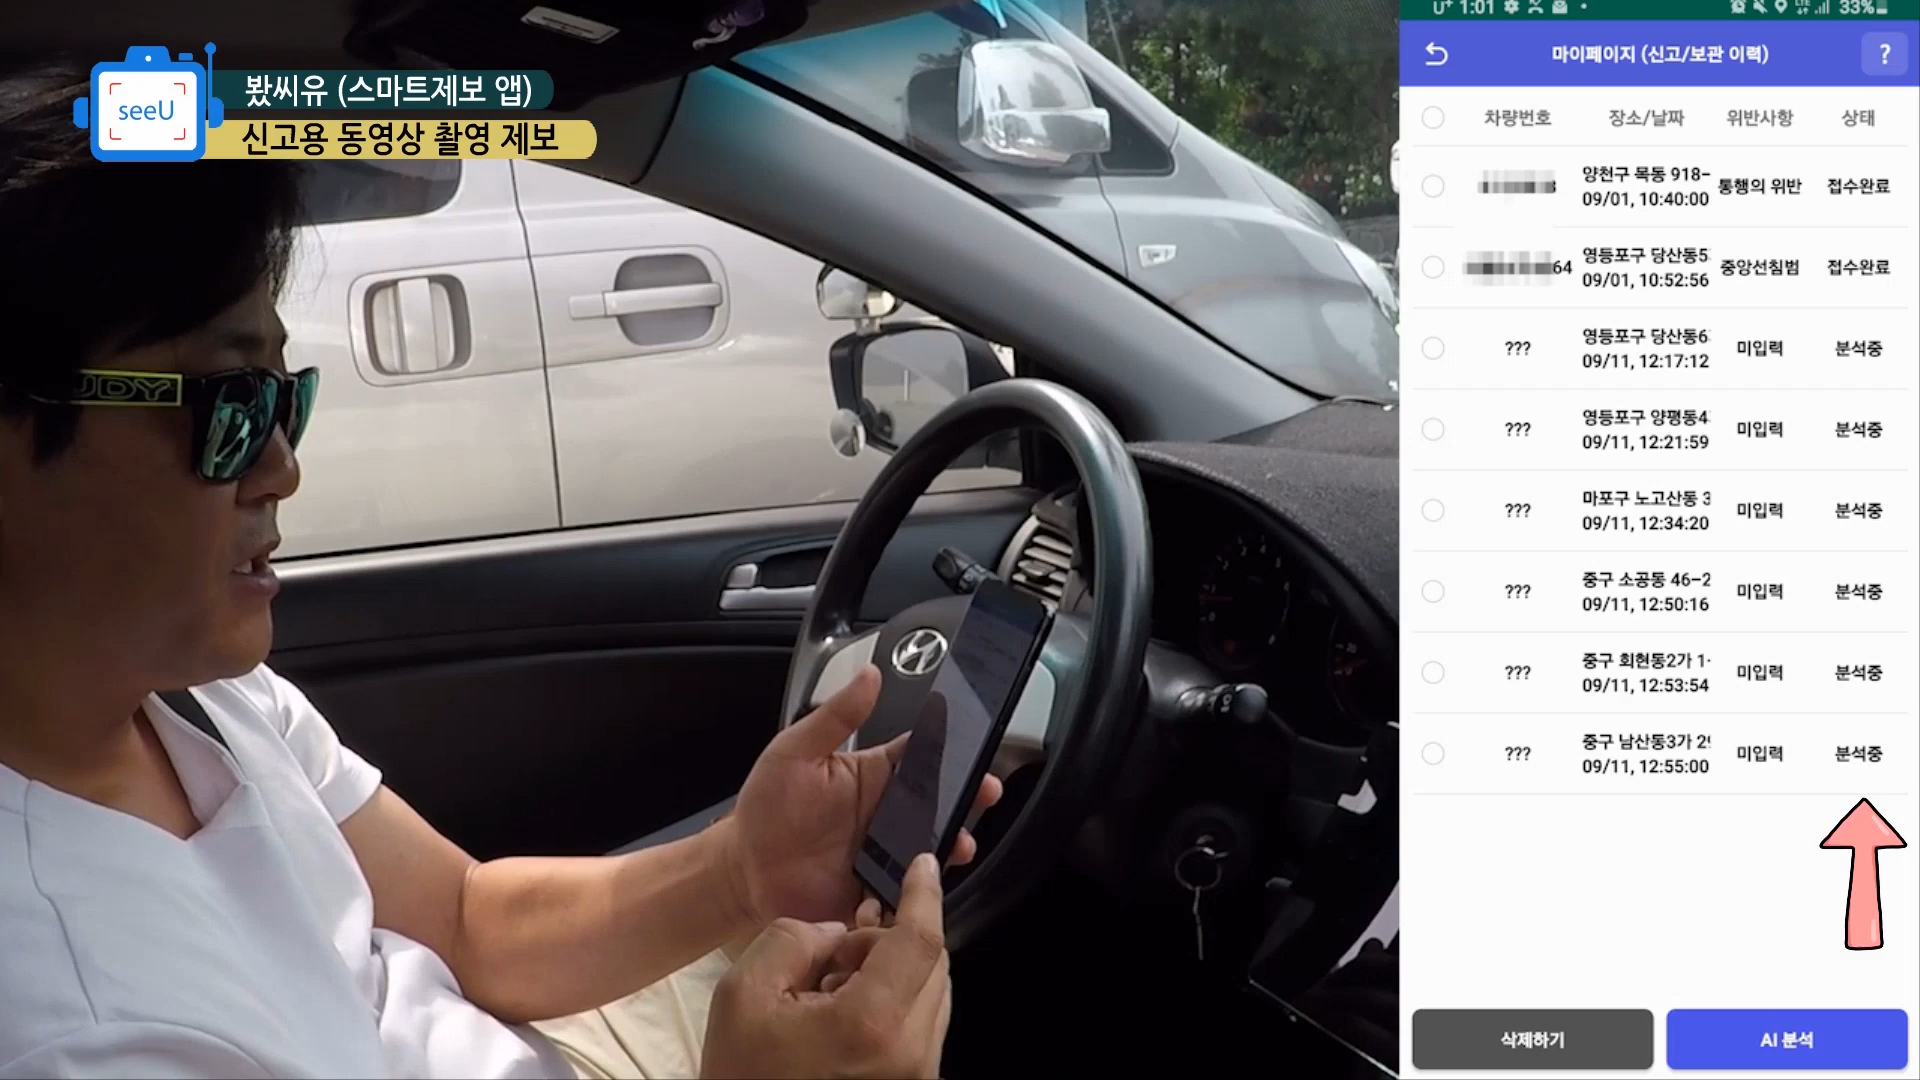 seeU
봤씨유 (스마트제보 앱)
신고용 동영상 촬영 제보
UDY
U+ 1:01
LTE 33%
마이페이지 (신고/보관 이력) ?
차량번호 장소/날짜 위반사항 상태
양천구 목동 918-
통행의 위반 접수완료
09/01, 10:40:00
영등포구 당산동5
64 중앙선침범 접수완료
09/01, 10:52:56
영등포구 당산동6
??? 미입력 분석중
09/11, 12:17:12
영등포구 양평동4
??? 미입력 분석중
09/11, 12:21:59
마포구 노고산동 3
??? 미입력 분석중
09/11, 12:34:20
중구 소공동 46-2
??? 미입력 분석중
09/11, 12:50:16
중구 회현동2가 1-
??? 미입력 분석중
09/11, 12:53:54
중구 남산동3가 29
??? 미입력 분석중
09/11, 12:55:00
삭제하기 AI 분석